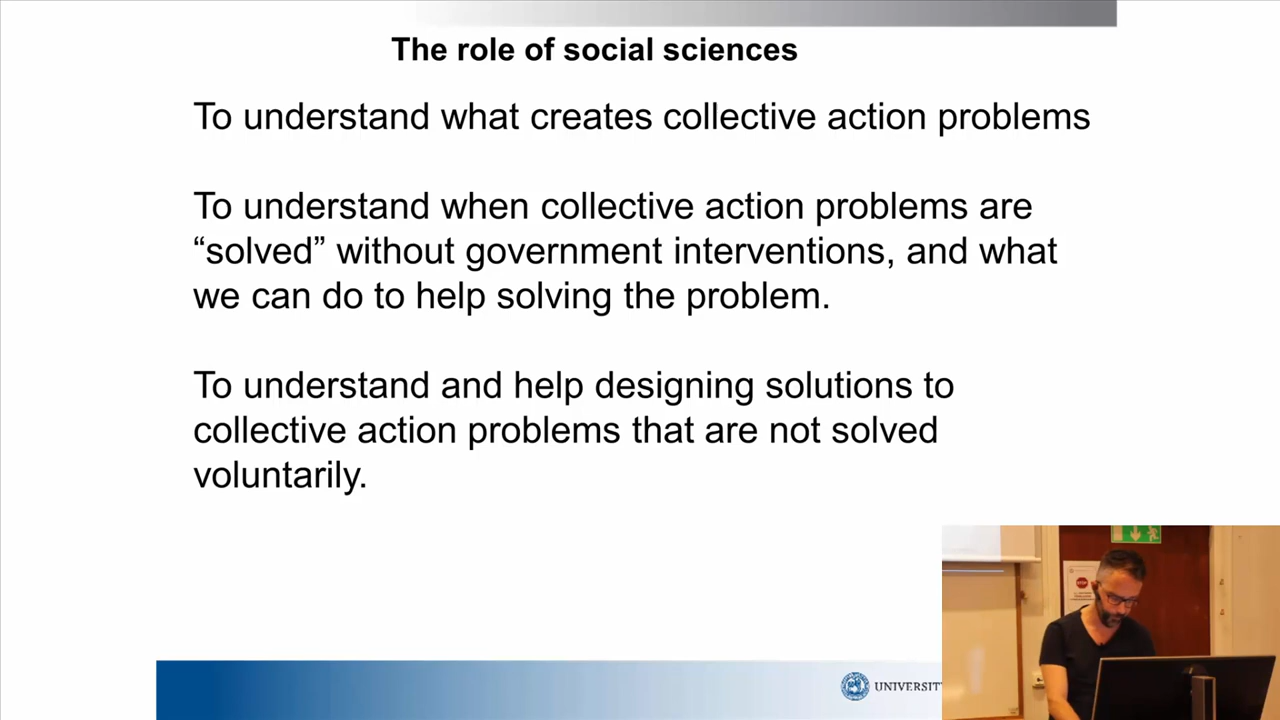 The role of social sciences
To understand what creates collective action problems
To understand when collective action problems are
“solved” without government interventions, and what
we can do to help solving the problem.
To understand and help designing solutions to
collective action problems that are not solved
voluntarily.